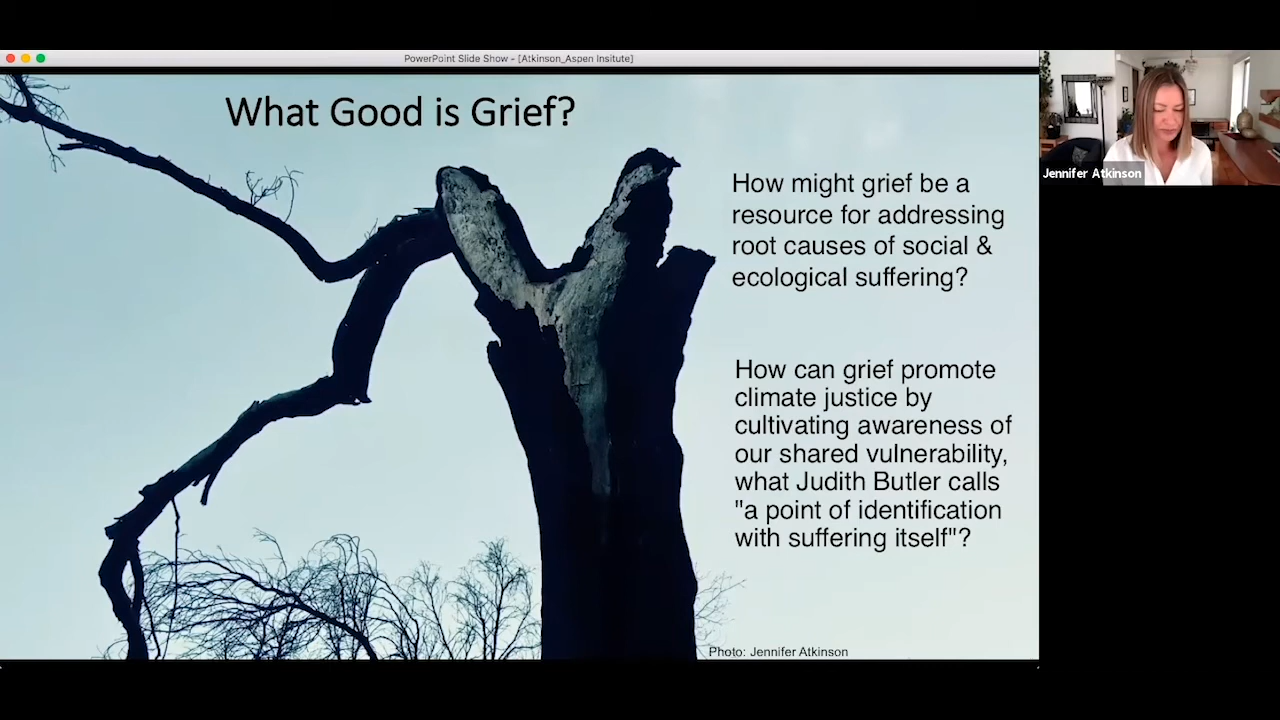 PowerPoint Slide Show - [Atkinson_Aspen Insitute]
What Good is Grief?
How might grief be a
resource for addressing
root causes of social &
ecological suffering?
How can grief promote
climate justice by
cultivating awareness of
our shared vulnerability,
what Judith Butler calls
"a point of identification
with suffering itself"?
Photo: Jennifer Atkinson
Jennifer Atkinson